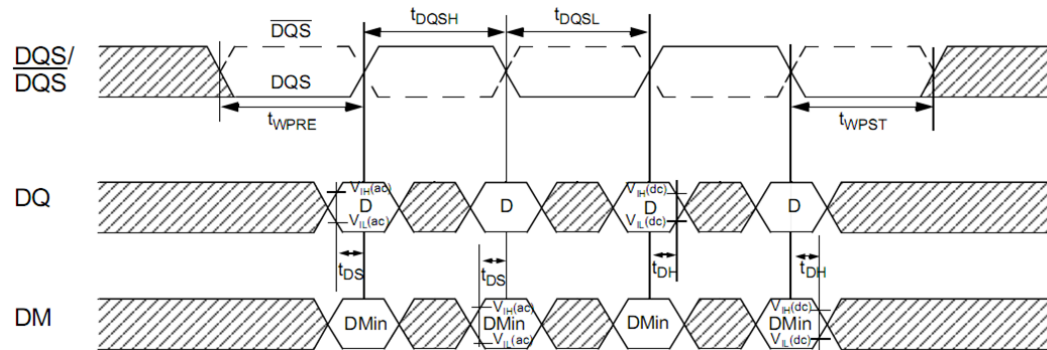 DQS/
DQS
DQS
DQS
tDQSH
tDQSL
tWPRE
tWPST
DQ
VIH(ac)
D
VIL(ac)
D
VIH(dc)
D
VIL(dc)
D
tDS
tDS
tDH
tDH
DM
DMin
VIH(ac)
DMin
VIL(ac)
DMin
VIH(dc)
DMin
VIL(dc)